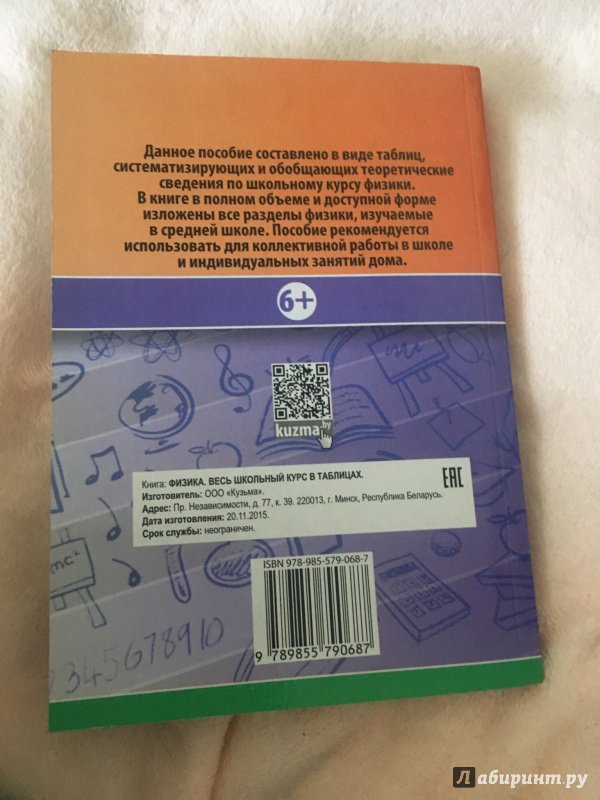 Данное пособие составлено в виде таблиц,
систематизирующих и обобщающих теоретические
сведения по школьному курсу физики.
В книге в полном объеме и доступной форме
изложены все разделы физики, изучаемые
в средней школе. Пособие рекомендуется
использовать для коллективной работы в школе
и индивидуальных занятий дома.
6+
kuzma.by
Книга: ФИЗИКА. ВЕСЬ ШКОЛЬНЫЙ КУРС В ТАБЛИЦАХ.
Изготовитель: ООО «Кузьма».
Адрес: Пр. Независимости, д. 77, к. 39. 220013, г. Минск, Республика Беларусь.
Дата изготовления: 20.11.2015.
Срок службы: неограничен.
EAC
ISBN 978-985-579-068-7
9 789855 790687
12345678910
Лабиринт.ру